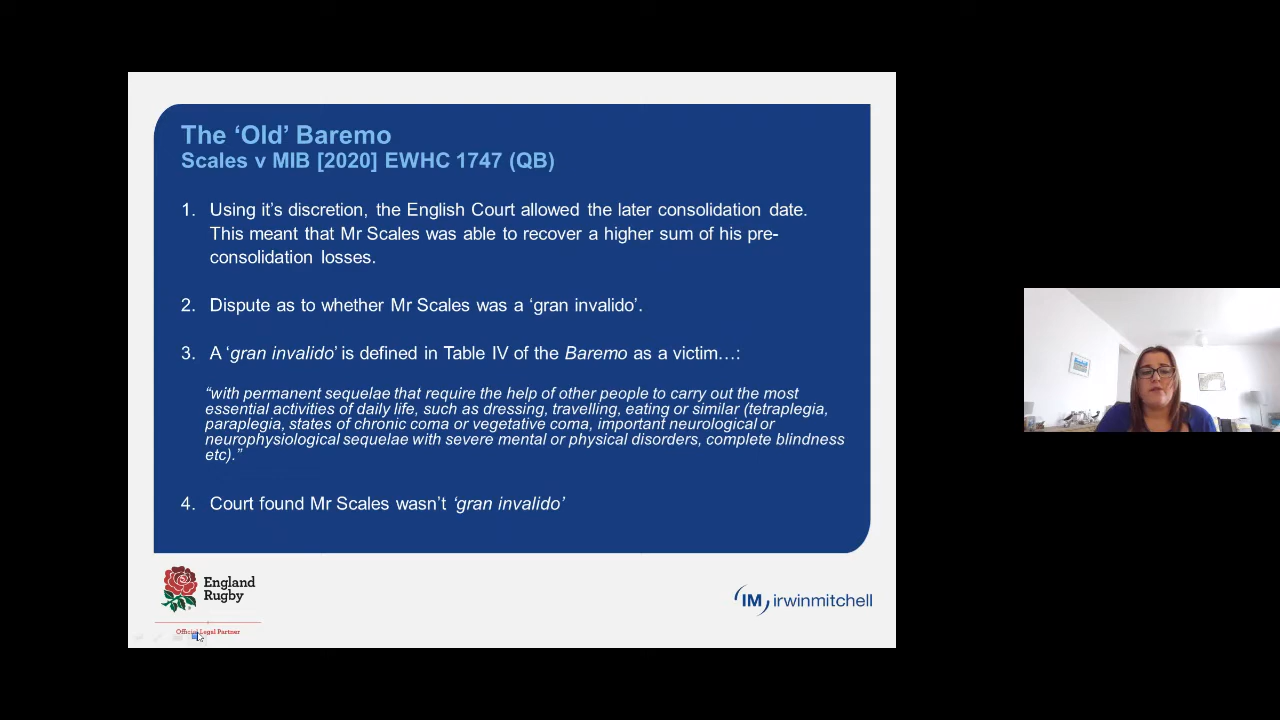 The ‘Old’ Baremo
Scales v MIB [2020] EWHC 1747 (QB)
1. Using it’s discretion, the English Court allowed the later consolidation date.
This meant that Mr Scales was able to recover a higher sum of his pre-
consolidation losses.
2. Dispute as to whether Mr Scales was a ‘gran invalido’.
3. A ‘gran invalido’ is defined in Table IV of the Baremo as a victim…:
“with permanent sequelae that require the help of other people to carry out the most
essential activities of daily life, such as dressing, travelling, eating or similar (tetraplegia,
paraplegia, states of chronic coma or vegetative coma, important neurological or
neurophysiological sequelae with severe mental or physical disorders, complete blindness
etc).”
4. Court found Mr Scales wasn’t ‘gran invalido’
England
Rugby
Official Legal Partner
IM irwinmitchell